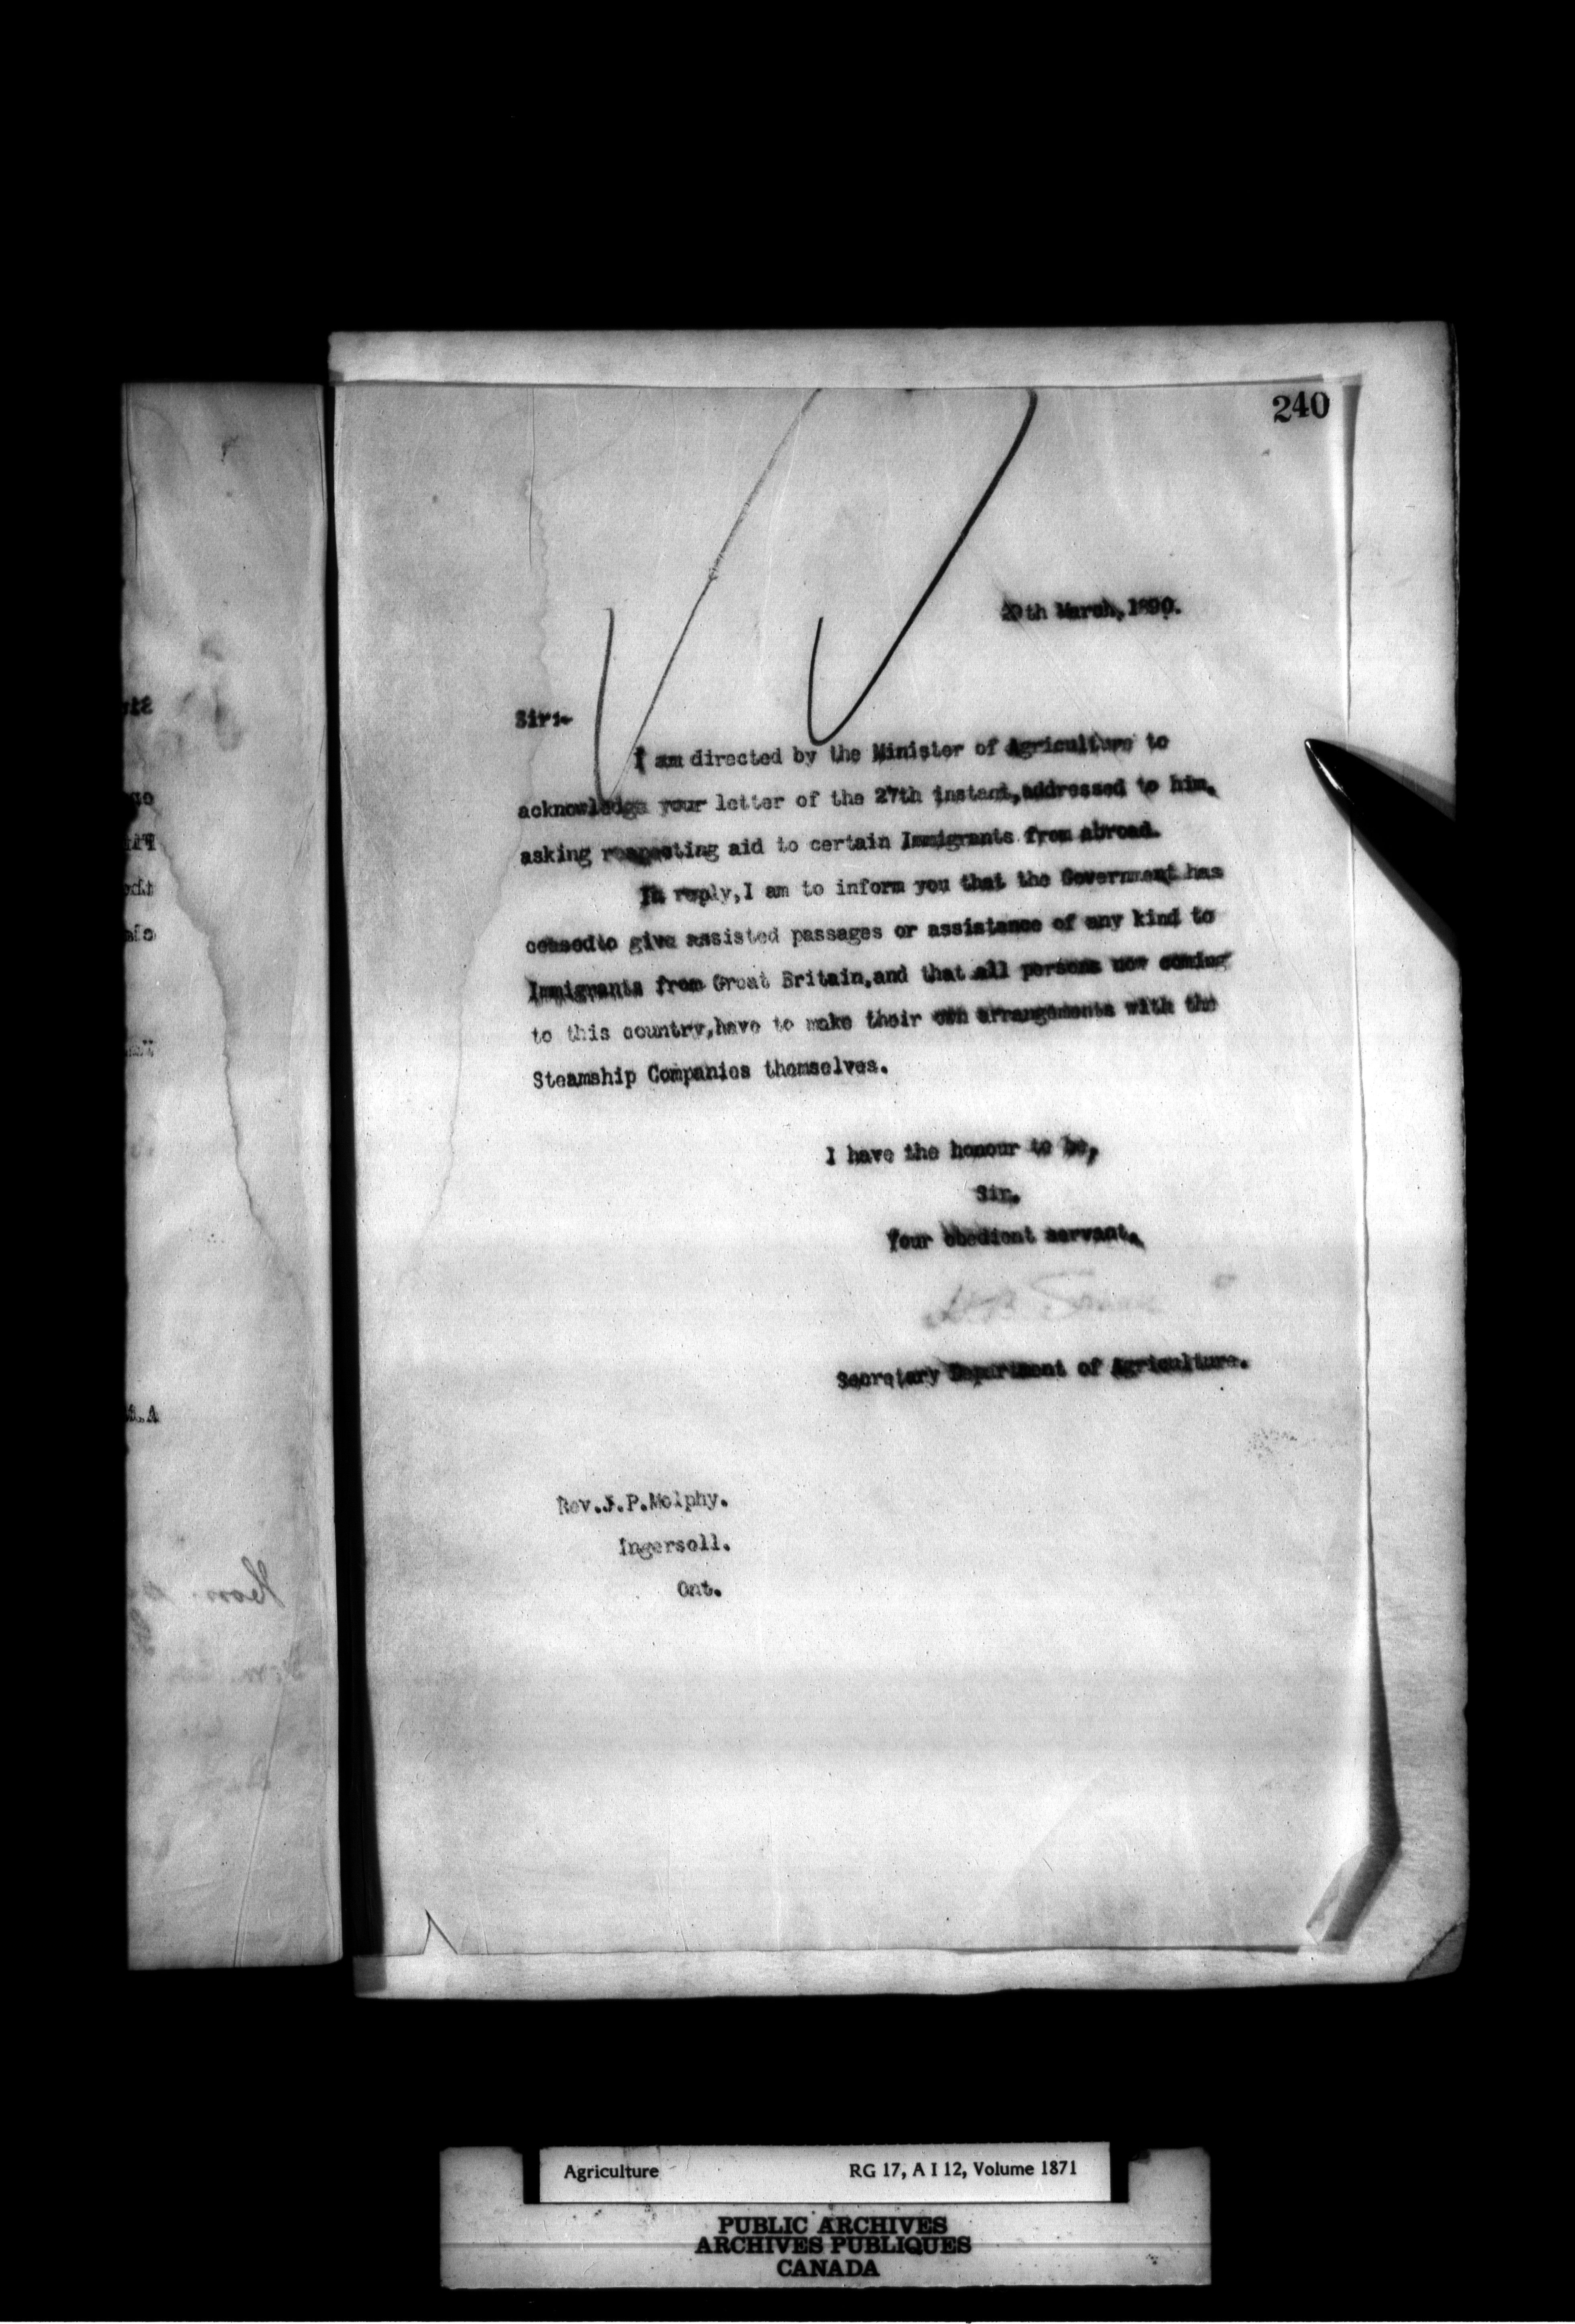 240
29th March,1890.
Sir:-
I am directed by the Minister of Agriculture to
acknowledge your letter of the 27th instant,addressed to him,
asking respecting aid to certain Immigrants from abroad.
In reply,I am to inform you that the Government has
ceasedto give assisted passages or assistance of any kind to
Immigrants from Great Britain,and that all persons now coming
to this country,have to make their own arrangements with the
Steamship Companies themselves.
I have the honour to be,
Sir.
Your obedient servant.
Secretary Department of Agriculture.
Rev.J.P.Molphy.
Ingersoll.
Ont.
Agriculture RG 17, A I 12, Volume 1871
PUBLIC ARCHIVES
ARCHIVES PUBLIQUES
CANADA